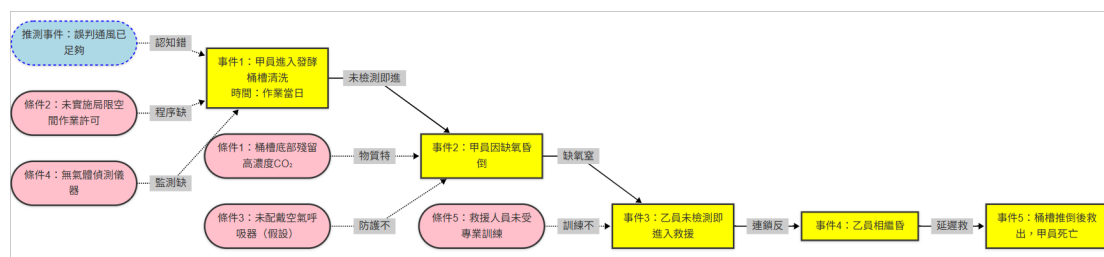 推測事件：誤判通風已
足夠
認知錯
事件1：甲員進入發酵
桶槽清洗
時間：作業當日
未檢測即進
條件2：未實施局限空
間作業許可
程序缺
條件4：無氣體偵測儀
器
監測缺
條件1：桶槽底部殘留
高濃度CO₂
物質特
事件2：甲員因缺氧昏
倒
缺氧窒
條件3：未配戴空氣呼
吸器（假設）
防護不
條件5：救援人員未受
專業訓練
訓練不
事件3：乙員未檢測即
進入救援
連鎖反
事件4：乙員相繼昏
延遲救
事件5：桶槽推倒後救
出，甲員死亡